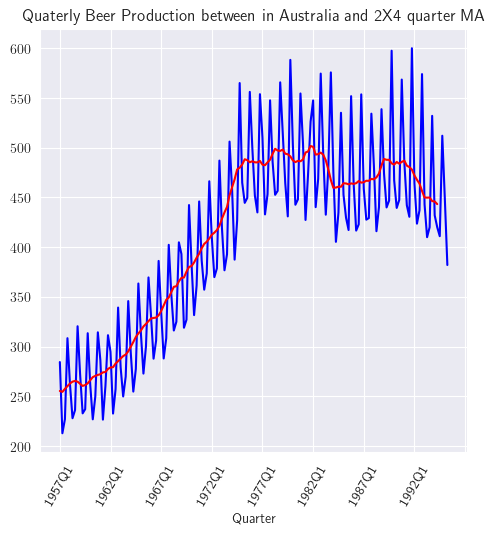 Quaterly Beer Production between in Australia and 2X4 quarter MA
600
550
500
450
400
350
300
250
200
1957Q1
1962Q1
1967Q1
1972Q1
1977Q1
1982Q1
1987Q1
1992Q1
Quarter